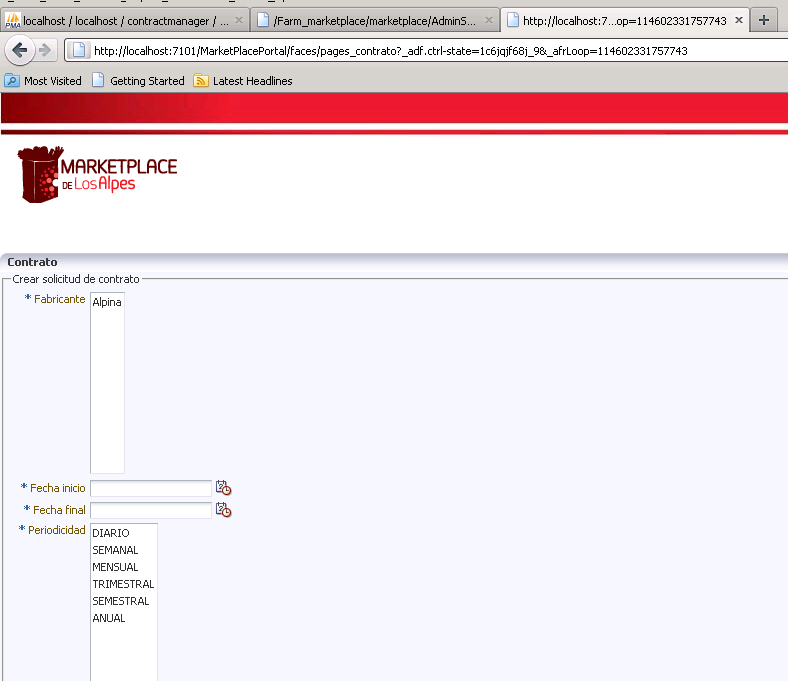 localhost / localhost / contractmanager / ...
/Farm_marketplace/marketplace/AdminS...
http://localhost:7...op=114602331757743
http://localhost:7101/MarketPlacePortal/faces/pages_contrato?_adf.ctrl-state=1c6jqjf68j_9&_afrLoop=114602331757743
Most Visited Getting Started Latest Headlines
MARKETPLACE
DE LosAlpes
Contrato
Crear solicitud de contrato
* Fabricante
Alpina
* Fecha inicio
* Fecha final
* Periodicidad
DIARIO
SEMANAL
MENSUAL
TRIMESTRAL
SEMESTRAL
ANUAL